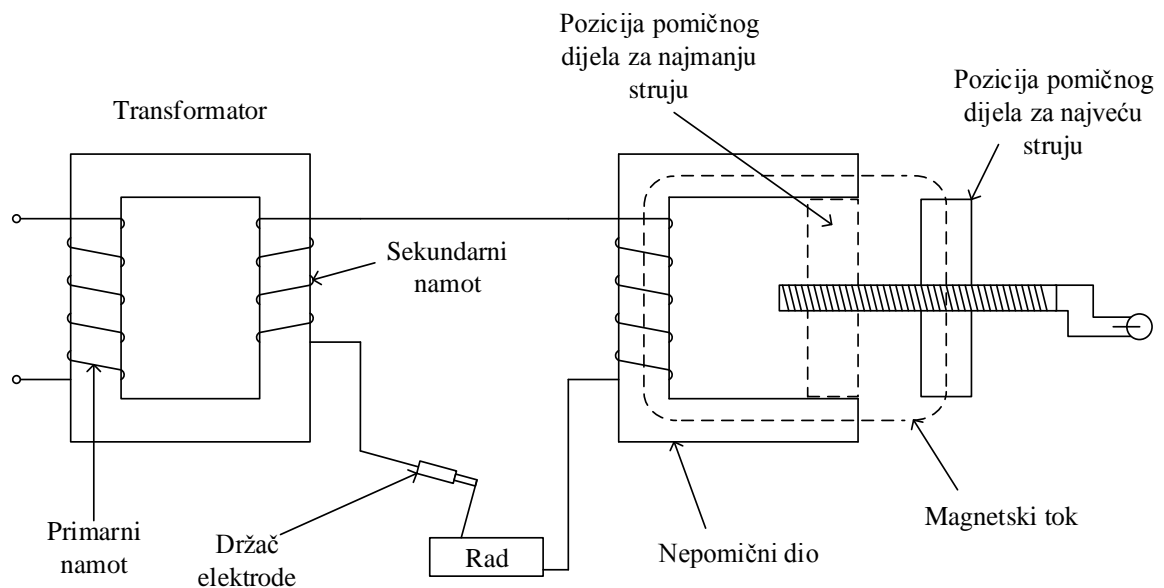 Pozicija pomičnog
dijela za najmanju
struju
Pozicija pomičnog
dijela za najveću
struju
Transformator
Sekundarni
namot
Primarni
namot
Držač
elektrode
Rad
Nepomični dio
Magnetski tok